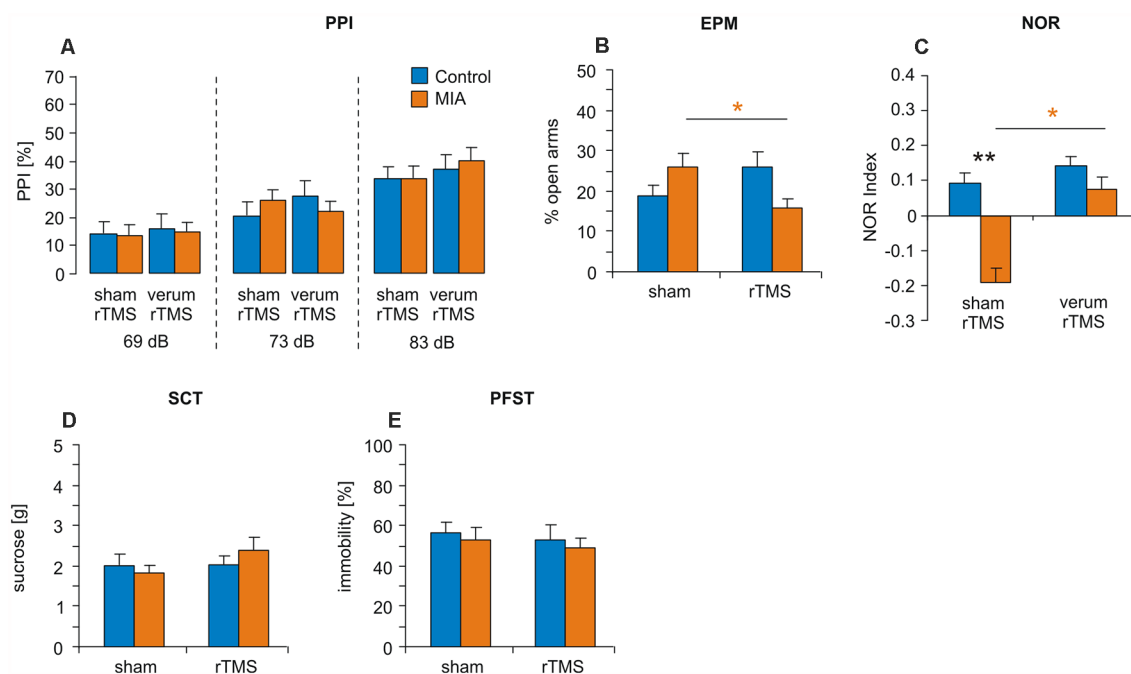 PPI
A
70
60
50
40
30
20
10
0
PPI [%]
Control
MIA
sham
rTMS
verum
rTMS
sham
rTMS
verum
rTMS
sham
rTMS
verum
rTMS
69 dB
73 dB
83 dB
EPM
B
50
40
30
20
10
0
% open arms
*
sham
rTMS
NOR
C
0.4
0.3
0.2
0.1
0
-0.1
-0.2
-0.3
NOR Index
**
*
sham
rTMS
verum
rTMS
SCT
D
5
4
3
2
1
0
sucrose [g]
sham
rTMS
PFST
E
100
80
60
40
20
0
immobility [%]
sham
rTMS